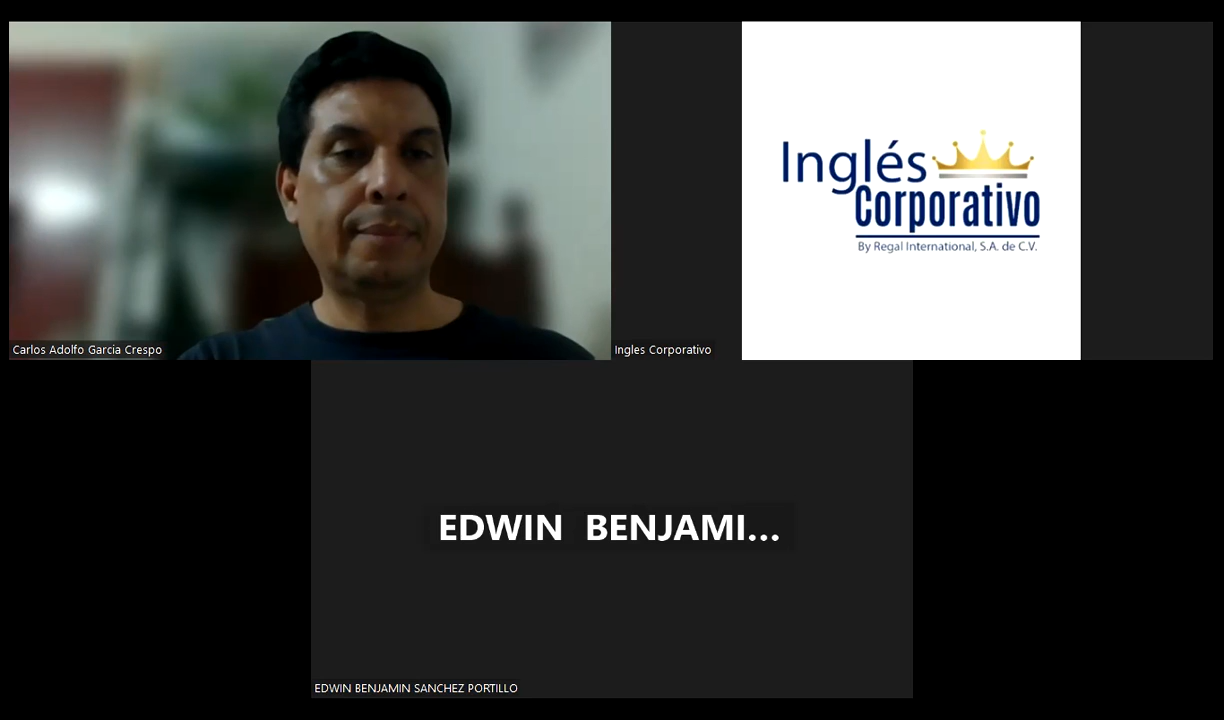 Inglés
Corporativo
By Regal International, S.A. de C.V.
Carlos Adolfo Garcia Crespo
Ingles Corporativo
EDWIN BENJAMI...
EDWIN BENJAMIN SANCHEZ PORTILLO